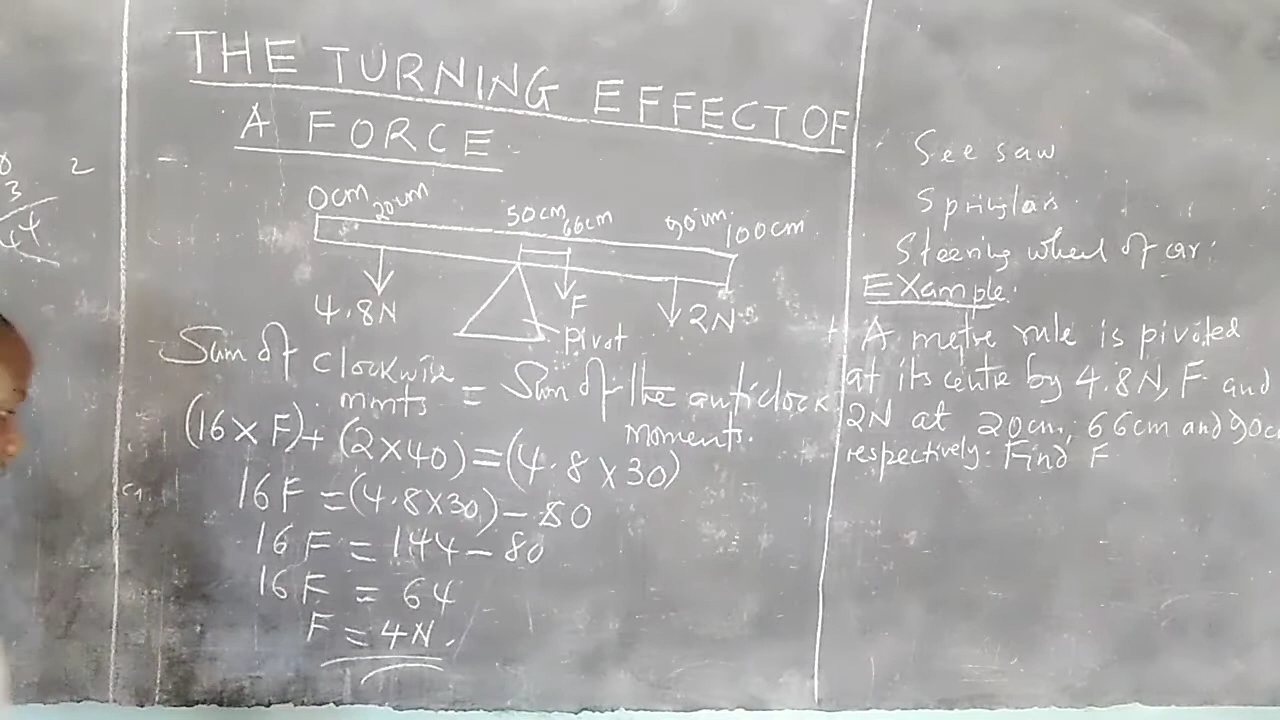 THE TURNING EFFECT OF
A FORCE.
0cm 20cm 50cm 66cm 90cm 100cm
4.8N F 2N
pivot
Sum of clockwise mmts = Sum of the anticlock moments.
(16 x F) + (2 x 40) = (4.8 x 30)
16F = (4.8 x 30) - 80
16F = 144 - 80
16F = 64
F = 4N.
See saw
Steering wheel of car.
Example.
A metre rule is pivoted
at its centre by 4.8N, F and
2N at 20cm, 66cm and 90cm
respectively. Find F
2
3
44